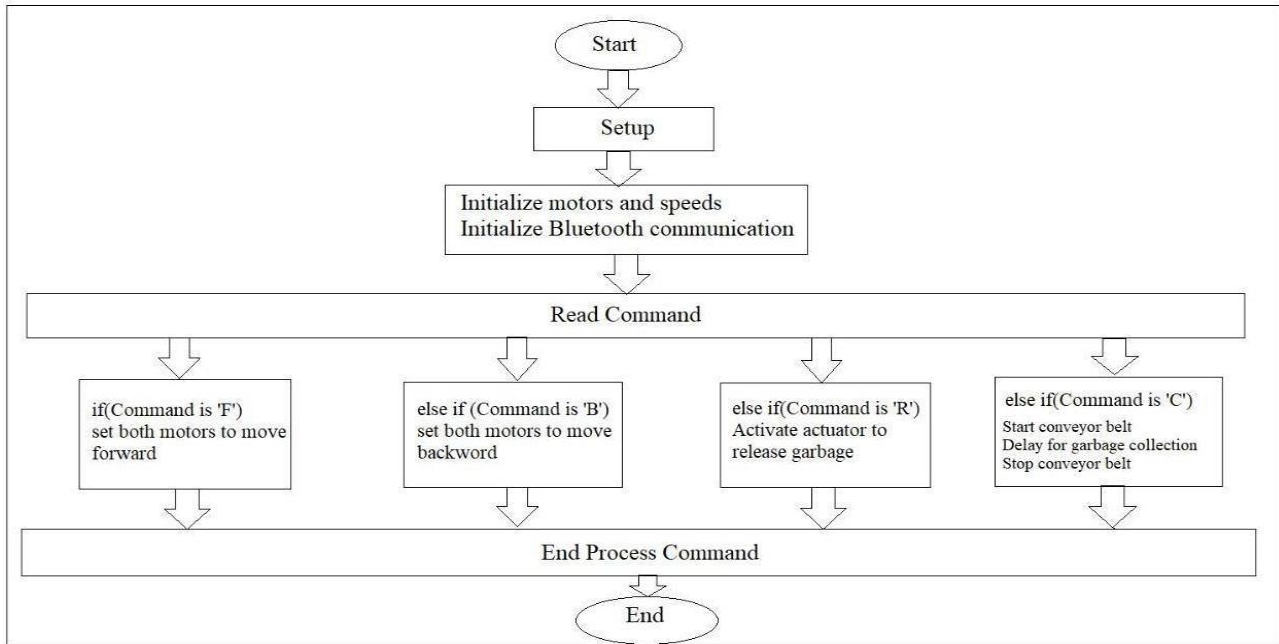 Start
Setup
Initialize motors and speeds
Initialize Bluetooth communication
Read Command
if(Command is 'F')
set both motors to move
forward
else if (Command is 'B')
set both motors to move
backword
else if(Command is 'R')
Activate actuator to
release garbage
else if(Command is 'C')
Start conveyor belt
Delay for garbage collection
Stop conveyor belt
End Process Command
End